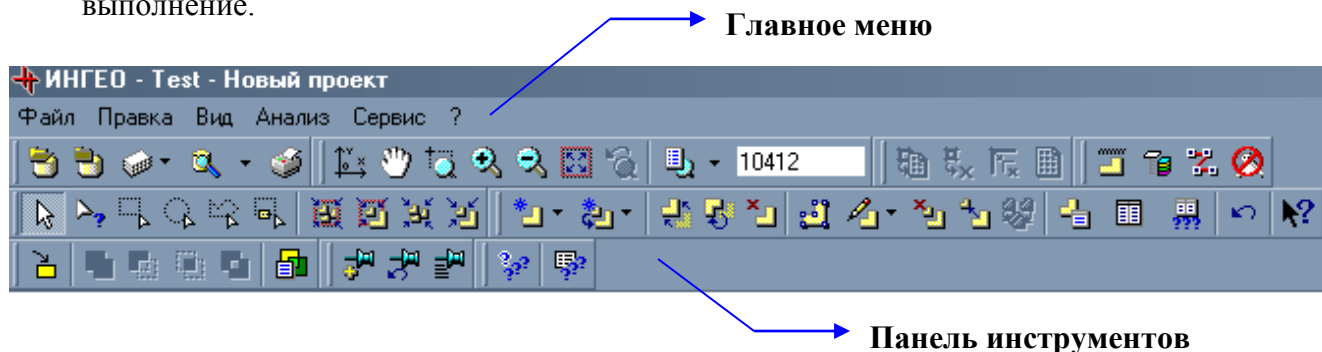 выполнение.
Главное меню
ИНГЕО - Test - Новый проект
Файл Правка Вид Анализ Сервис ?
10412
Панель инструментов